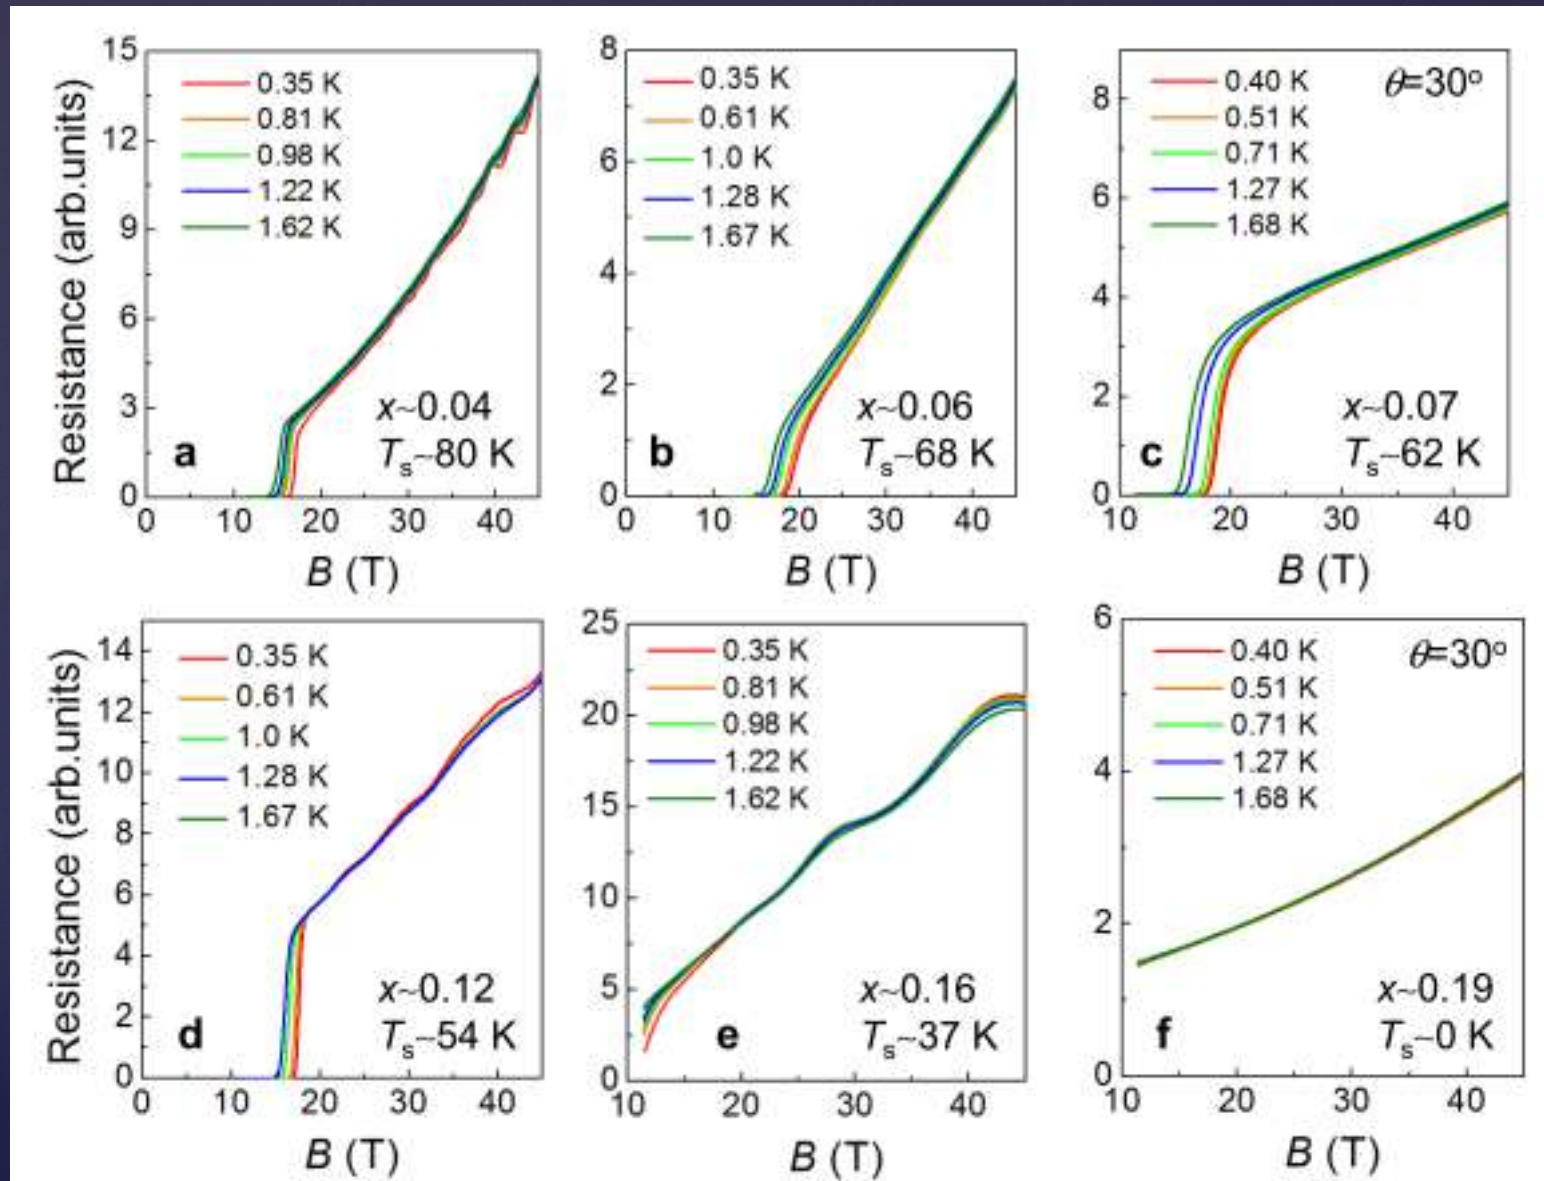 Resistance (arb.units)
15
12
9
6
3
0
0.35 K
0.81 K
0.98 K
1.22 K
1.62 K
x~0.04
a
Ts~80 K
0 10 20 30 40
B (T)
8
6
4
2
0
0.35 K
0.61 K
1.0 K
1.28 K
1.67 K
x~0.06
b
Ts~68 K
0 10 20 30 40
B (T)
8
6
4
2
0
0.40 K
θ=30°
0.51 K
0.71 K
1.27 K
1.68 K
x~0.07
c
Ts~62 K
10 20 30 40
B (T)
Resistance (arb.units)
14
12
10
8
6
4
2
0
0.35 K
0.61 K
1.0 K
1.28 K
1.67 K
x~0.12
d
Ts~54 K
0 10 20 30 40
B (T)
25
20
15
10
5
0
0.35 K
0.81 K
0.98 K
1.22 K
1.62 K
x~0.16
e
Ts~37 K
10 20 30 40
B (T)
6
4
2
0
0.40 K
θ=30°
0.51 K
0.71 K
1.27 K
1.68 K
x~0.19
f
Ts~0 K
10 20 30 40
B (T)